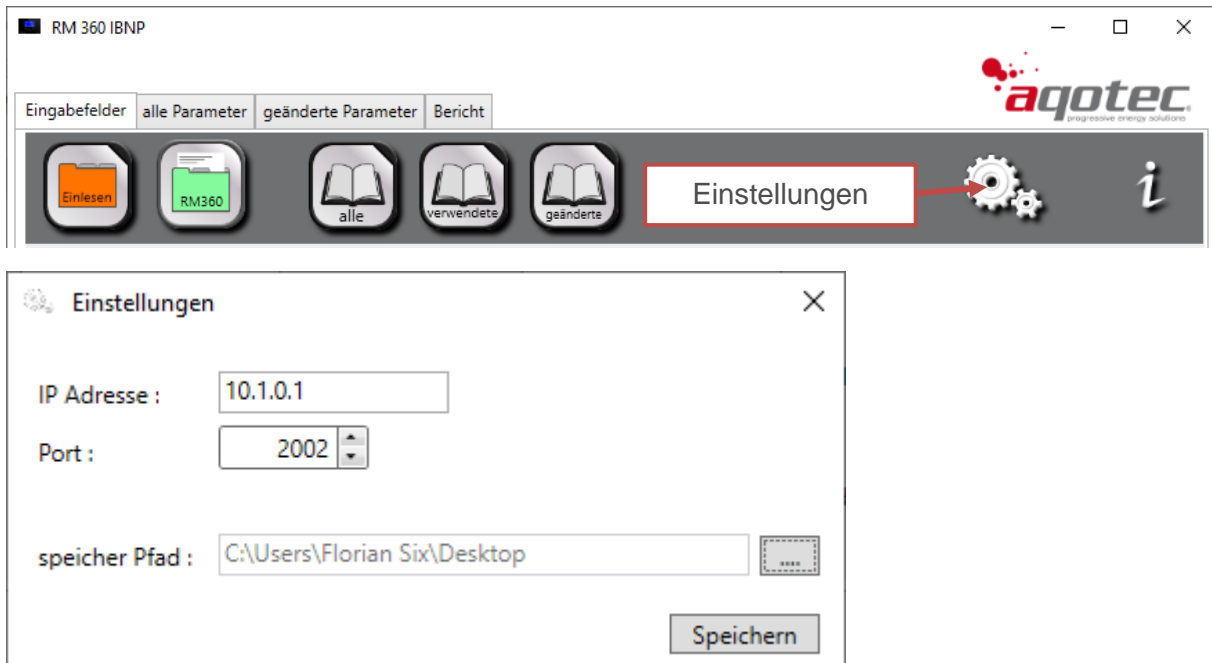 RM 360 IBNP
aqotec
progressive energy solutions
Eingabefelder alle Parameter geänderte Parameter Bericht
Einlesen RM360 alle verwendete geänderte Einstellungen i
Einstellungen
IP Adresse : 10.1.0.1
Port : 2002
speicher Pfad : C:\Users\Florian Six\Desktop ....
Speichern